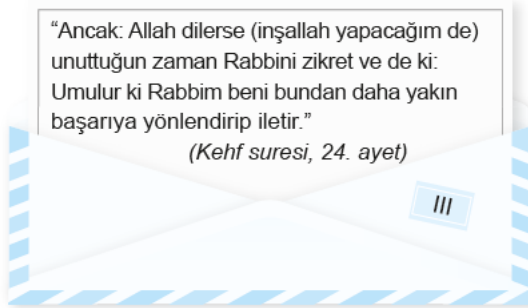 “Ancak: Allah dilerse (inşallah yapacağım de)
unuttuğun zaman Rabbini zikret ve de ki:
Umulur ki Rabbim beni bundan daha yakın
başarıya yönlendirip iletir.”
(Kehf suresi, 24. ayet)
III